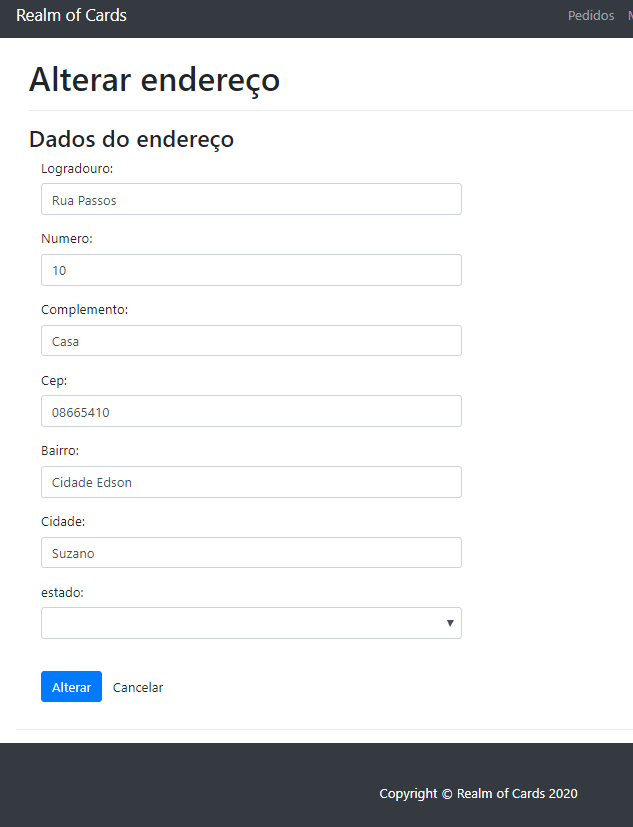 Realm of Cards Pedidos
Alterar endereço
Dados do endereço
Logradouro:
Rua Passos
Numero:
10
Complemento:
Casa
Cep:
08665410
Bairro:
Cidade Edson
Cidade:
Suzano
estado:
Alterar Cancelar
Copyright © Realm of Cards 2020